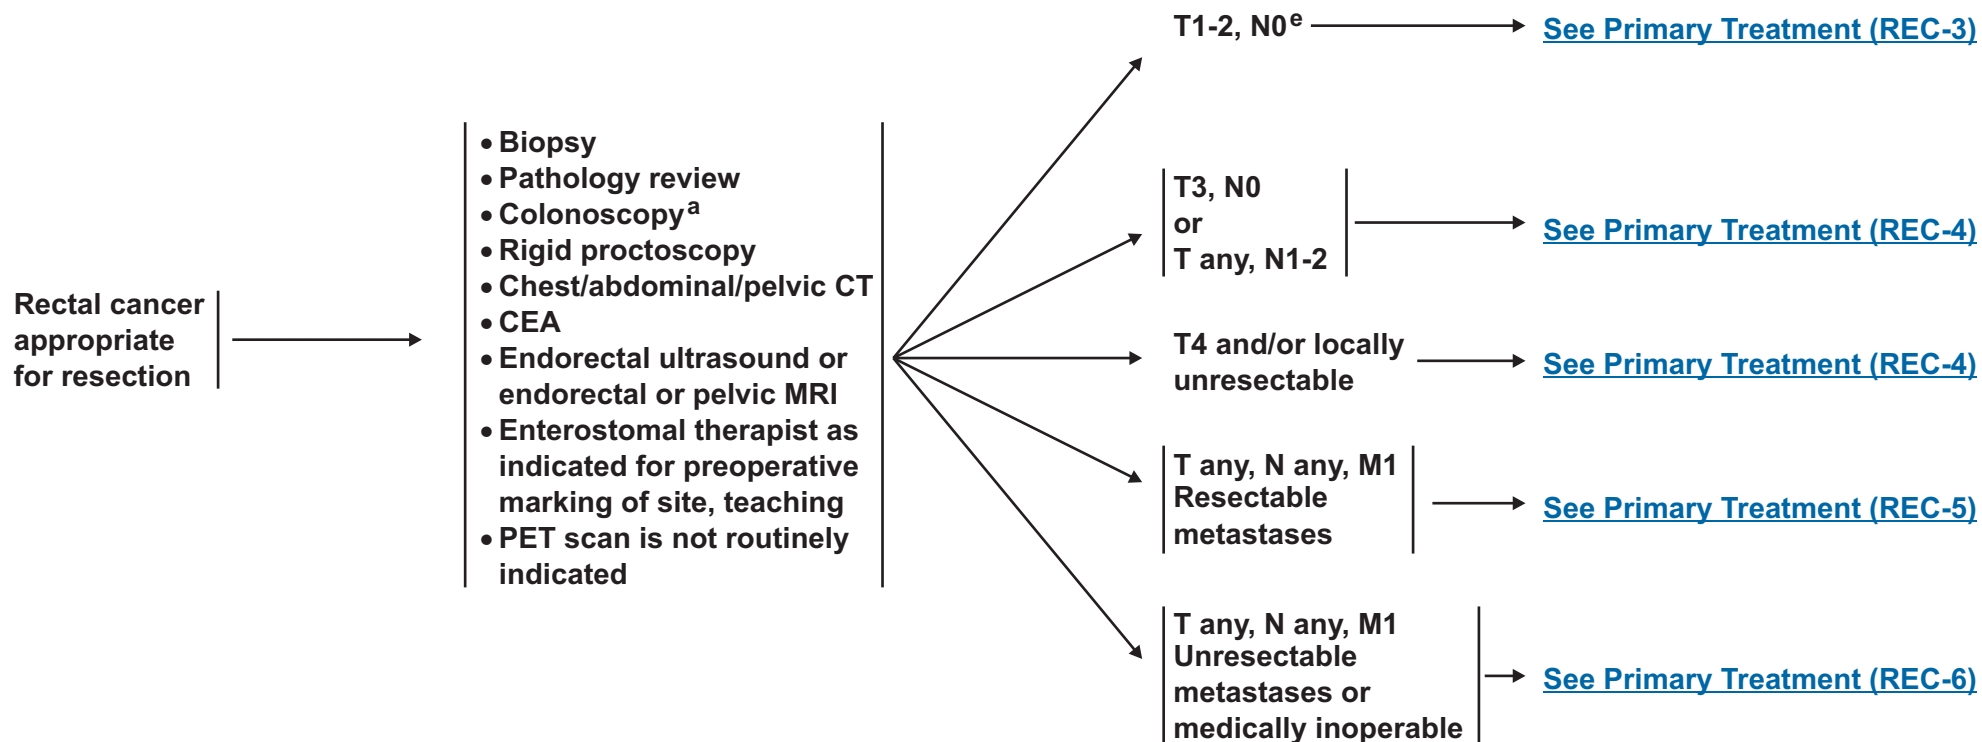 Rectal cancer
appropriate
for resection
• Biopsy
• Pathology review
• Colonoscopy a
• Rigid proctoscopy
• Chest/abdominal/pelvic CT
• CEA
• Endorectal ultrasound or
endorectal or pelvic MRI
• Enterostomal therapist as
indicated for preoperative
marking of site, teaching
• PET scan is not routinely
indicated
T1-2, N0 e
See Primary Treatment (REC-3)
T3, N0
or
T any, N1-2
See Primary Treatment (REC-4)
T4 and/or locally
unresectable
See Primary Treatment (REC-4)
T any, N any, M1
Resectable
metastases
See Primary Treatment (REC-5)
T any, N any, M1
Unresectable
metastases or
medically inoperable
See Primary Treatment (REC-6)